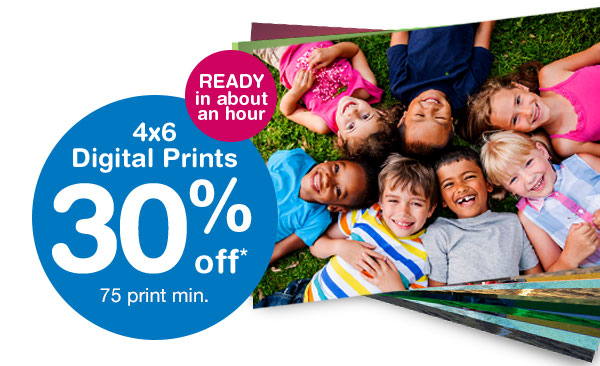 READY
in about
an hour
4x6
Digital Prints
30%
off*
75 print min.